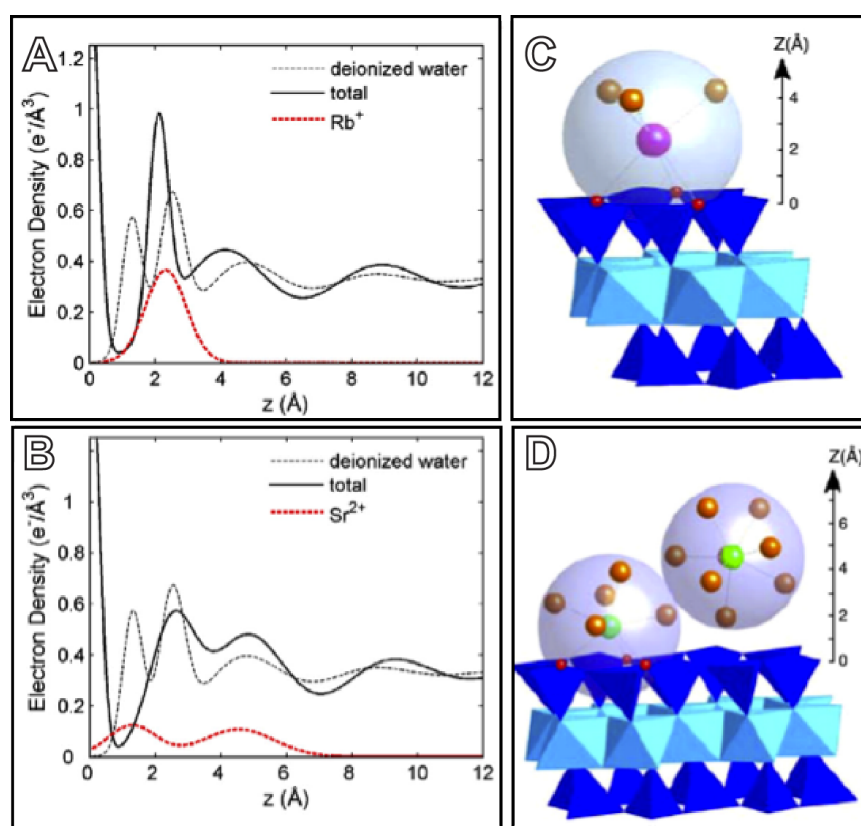 A
deionized water
total
Rb⁺
Electron Density (e⁻/Å³)
1.2
1
0.8
0.6
0.4
0.2
0
0 2 4 6 8 10 12
z (Å)
C
Z(Å)
4
2
0
B
deionized water
total
Sr²⁺
Electron Density (e⁻/Å³)
1
0.8
0.6
0.4
0.2
0
0 2 4 6 8 10 12
z (Å)
D
Z(Å)
6
4
2
0